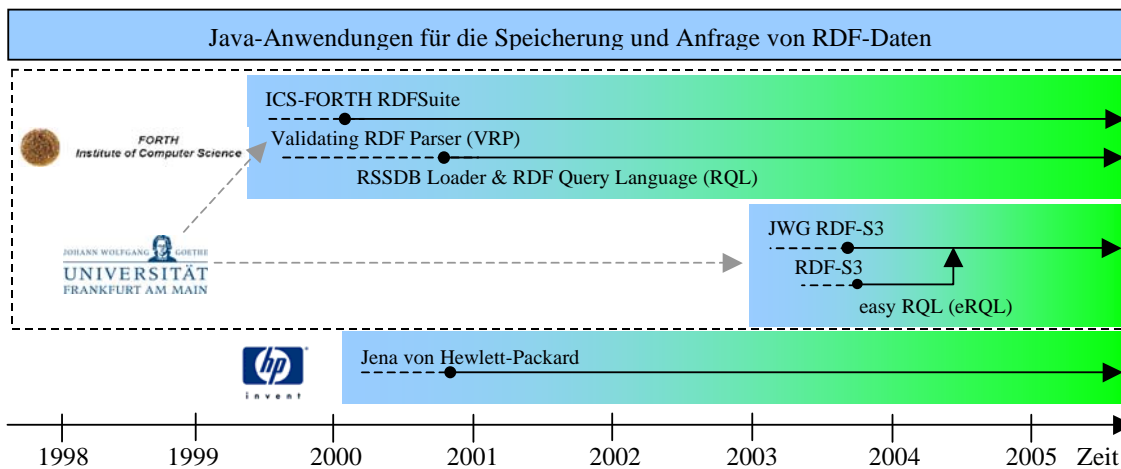 Java-Anwendungen für die Speicherung und Anfrage von RDF-Daten
ICS-FORTH RDFSuite
FORTH
Institute of Computer Science
Validating RDF Parser (VRP)
RSSDB Loader & RDF Query Language (RQL)
JOHANN WOLFGANG GOETHE
UNIVERSITÄT
FRANKFURT AM MAIN
JWG RDF-S3
RDF-S3
easy RQL (eRQL)
hp
invent
Jena von Hewlett-Packard
1998 1999 2000 2001 2002 2003 2004 2005 Zeit